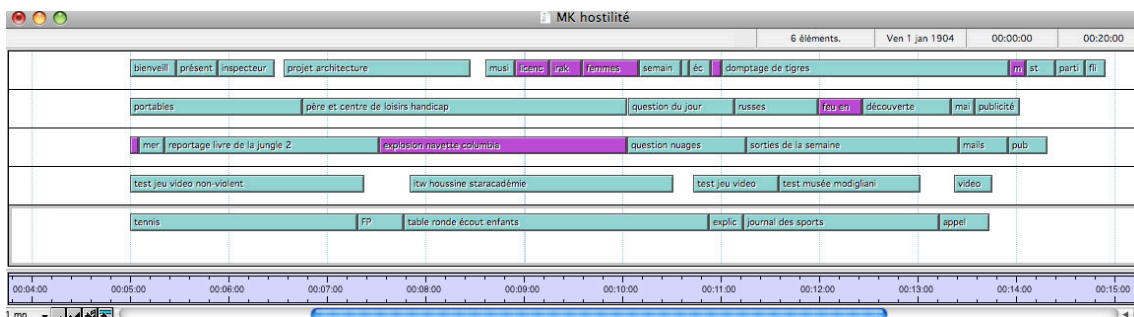 MK hostilité
6 éléments. Ven 1 jan 1904 00:00:00 00:20:00
bienveill présent inspecteur projet architecture musi licenc irak femmes semain éc domptage de tigres m st parti fli
portables père et centre de loisirs handicap question du jour russes feu en découverte mai publicité
mer reportage livre de la jungle 2 explosion navette columbia question nuages sorties de la semaine mails pub
test jeu video non-violent itw houssine staracadémie test jeu video test musée modigliani video
tennis FP table ronde écout enfants explic journal des sports appel
00:04:00 00:05:00 00:06:00 00:07:00 00:08:00 00:09:00 00:10:00 00:11:00 00:12:00 00:13:00 00:14:00 00:15:00
1 mn